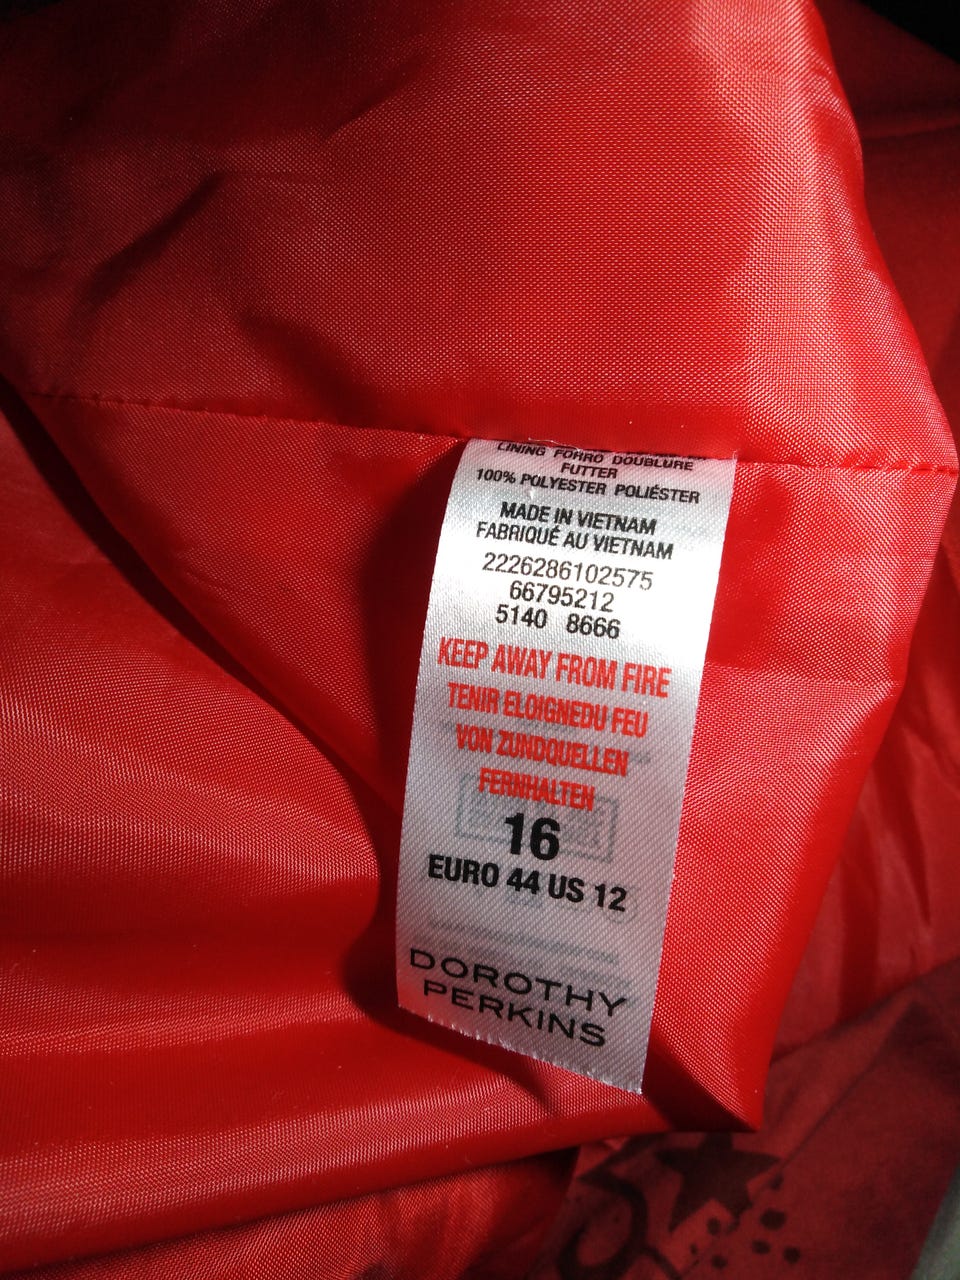 LINING FORRO DOUBLURE
FUTTER
100% POLYESTER POLIÉSTER
MADE IN VIETNAM
FABRIQUÉ AU VIETNAM
2226286102575
66795212
5140 8666
KEEP AWAY FROM FIRE
TENIR ELOIGNEDU FEU
VON ZUNDQUELLEN
FERNHALTEN
16
EURO 44 US 12
DOROTHY
PERKINS